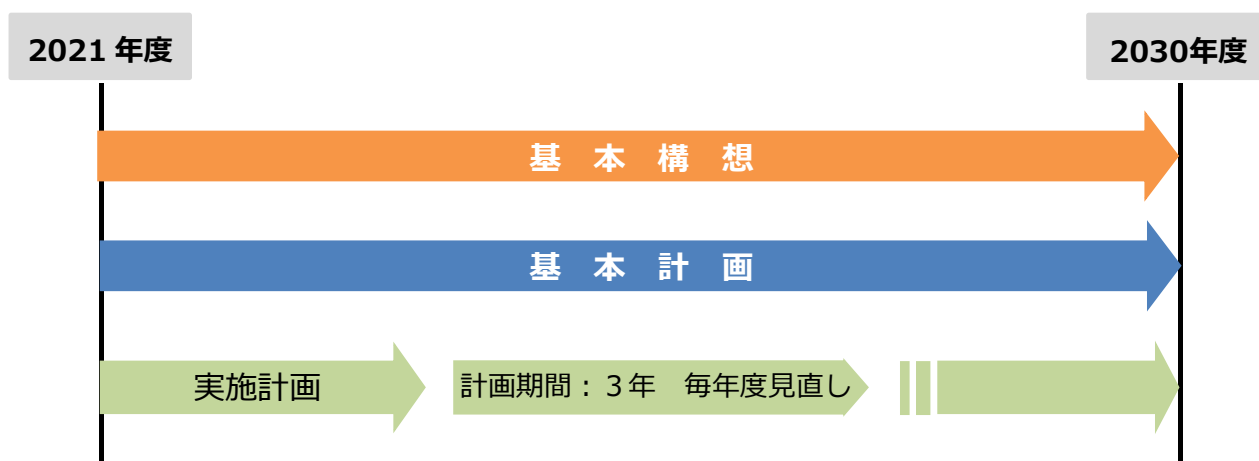 2021 年度
2030年度
基　本　構　想
基　本　計　画
実施計画
計画期間：３年　毎年度見直し